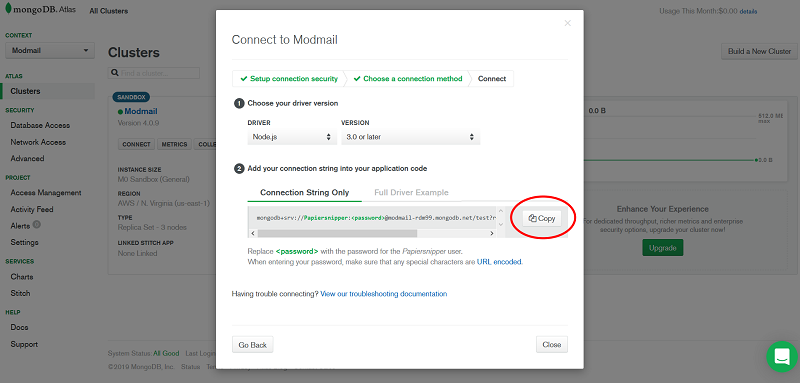 mongoDB. Atlas
All Clusters
Usage This Month:$0.00 details
CONTEXT
Modmail
ATLAS
Clusters
SECURITY
Database Access
Network Access
Advanced
PROJECT
Access Management
Activity Feed
Alerts
Settings
SERVICES
Charts
Stitch
HELP
Docs
Support
Clusters
Find a cluster...
Build a New Cluster
SANDBOX
Modmail
Version 4.0.9
CONNECT
METRICS
COLLE
INSTANCE SIZE
M0 Sandbox (General)
REGION
AWS / N. Virginia (us-east-1)
TYPE
Replica Set - 3 nodes
LINKED STITCH APP
None Linked
Connect to Modmail
×
✔ Setup connection security
✔ Choose a connection method
Connect
1 Choose your driver version
DRIVER
VERSION
Node.js
3.0 or later
2 Add your connection string into your application code
Connection String Only
Full Driver Example
mongodb+srv://Papiersnipper:<password>@modmail-rdm99.mongodb.net/test?r
Copy
Replace <password> with the password for the Papiersnipper user.
When entering your password, make sure that any special characters are URL encoded.
Having trouble connecting? View our troubleshooting documentation
Go Back
Close
0.0 B
512.0 MB
max
0.0 B
Enhance Your Experience
For dedicated throughput, richer metrics and enterprise
security options, upgrade your cluster now!
Upgrade
System Status: All Good
Last Login
©2019 MongoDB, Inc.
Status